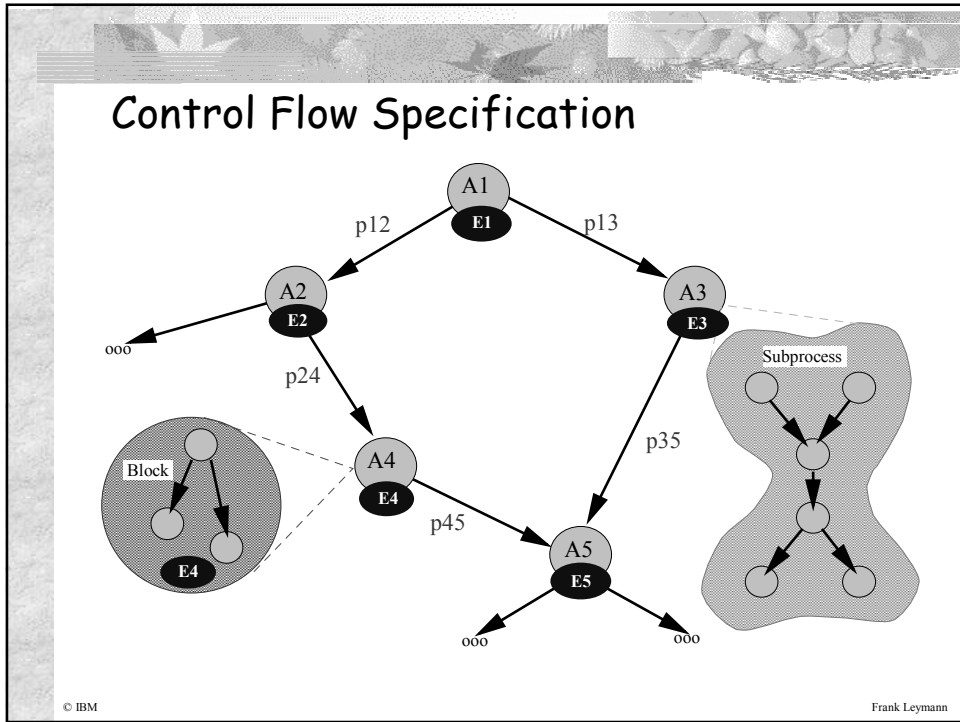 Control Flow Specification
A1
E1
p12
p13
A2
E2
A3
E3
ooo
p24
Subprocess
p35
Block
A4
E4
p45
E4
A5
E5
ooo
ooo
© IBM
Frank Leymann